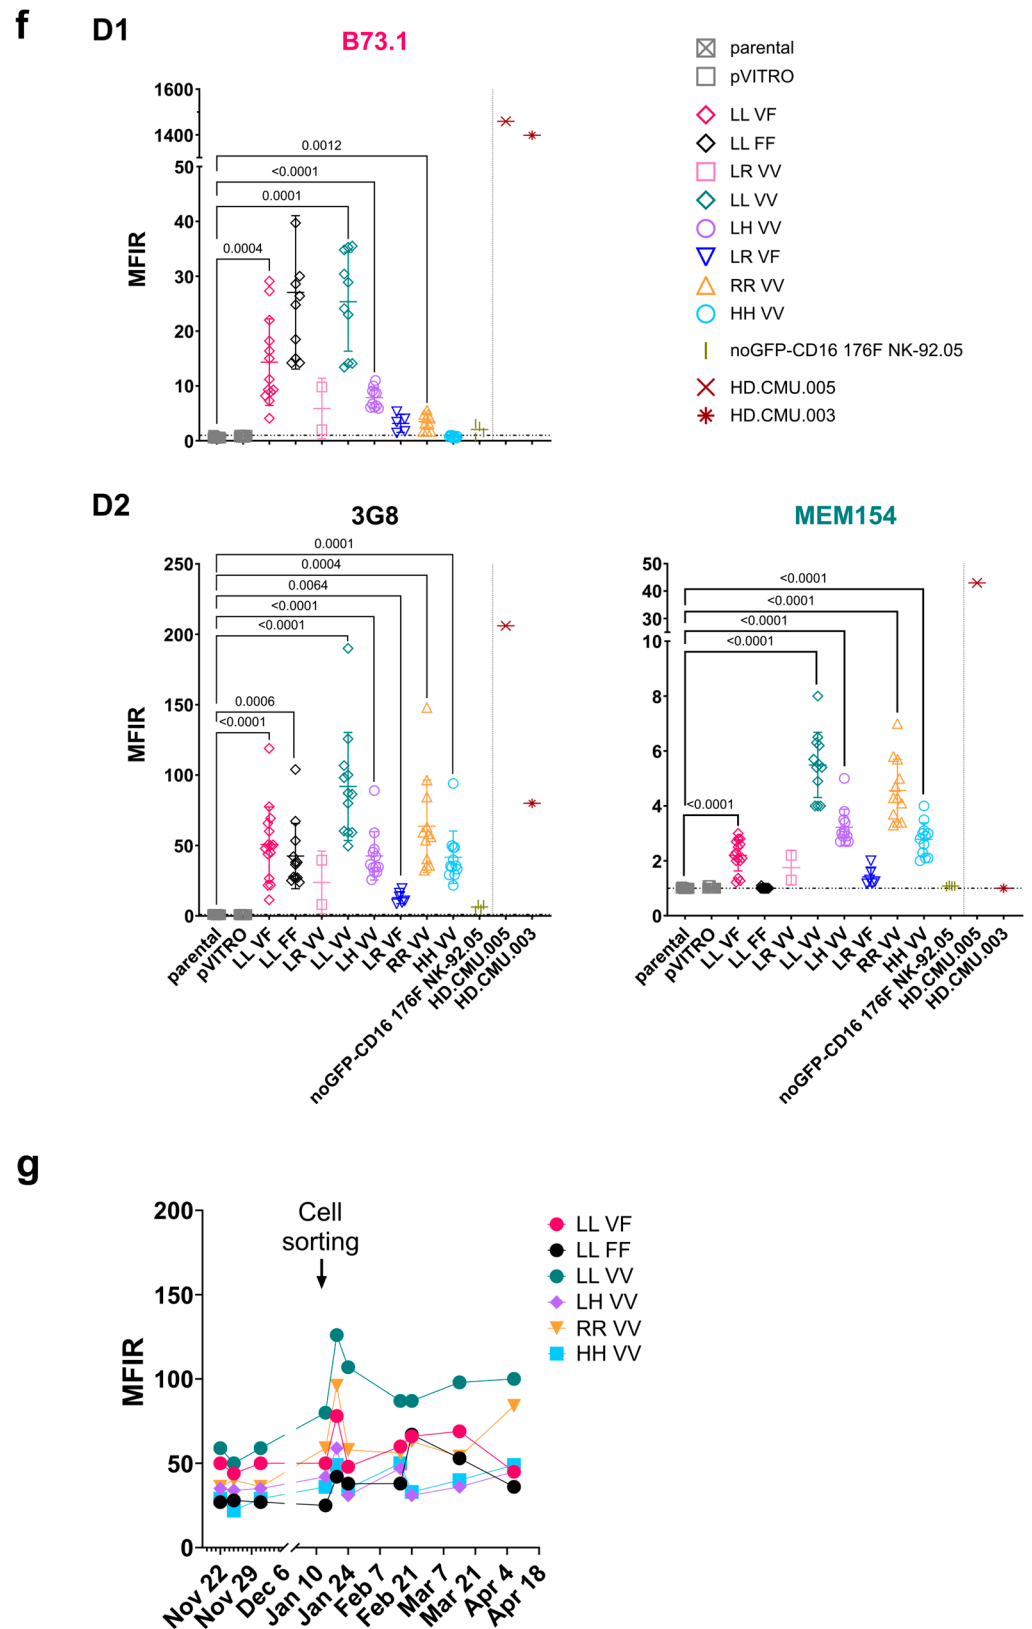 f
D1
B73.1
MFIR
1600
1400
50
40
30
20
10
0
0.0012
<0.0001
0.0001
0.0004
parental
pVITRO
LL VF
LL FF
LR VV
LL VV
LH VV
LR VF
RR VV
HH VV
noGFP-CD16 176F NK-92.05
HD.CMU.005
HD.CMU.003
D2
3G8
MFIR
250
200
150
100
50
0
0.0001
0.0004
0.0064
<0.0001
<0.0001
0.0006
<0.0001
parental
pVITRO
LL VF
LL FF
LR VV
LL VV
LH VV
LR VF
RR VV
HH VV
noGFP-CD16 176F NK-92.05
HD.CMU.005
HD.CMU.003
MEM154
50
40
30
10
8
6
4
2
0
<0.0001
<0.0001
<0.0001
<0.0001
<0.0001
parental
pVITRO
LL VF
LL FF
LR VV
LL VV
LH VV
LR VF
RR VV
HH VV
noGFP-CD16 176F NK-92.05
HD.CMU.005
HD.CMU.003
g
MFIR
200
150
100
50
0
Cell
sorting
LL VF
LL FF
LL VV
LH VV
RR VV
HH VV
Nov 22
Nov 29
Dec 6
Jan 10
Jan 24
Feb 7
Feb 21
Mar 7
Mar 21
Apr 4
Apr 18